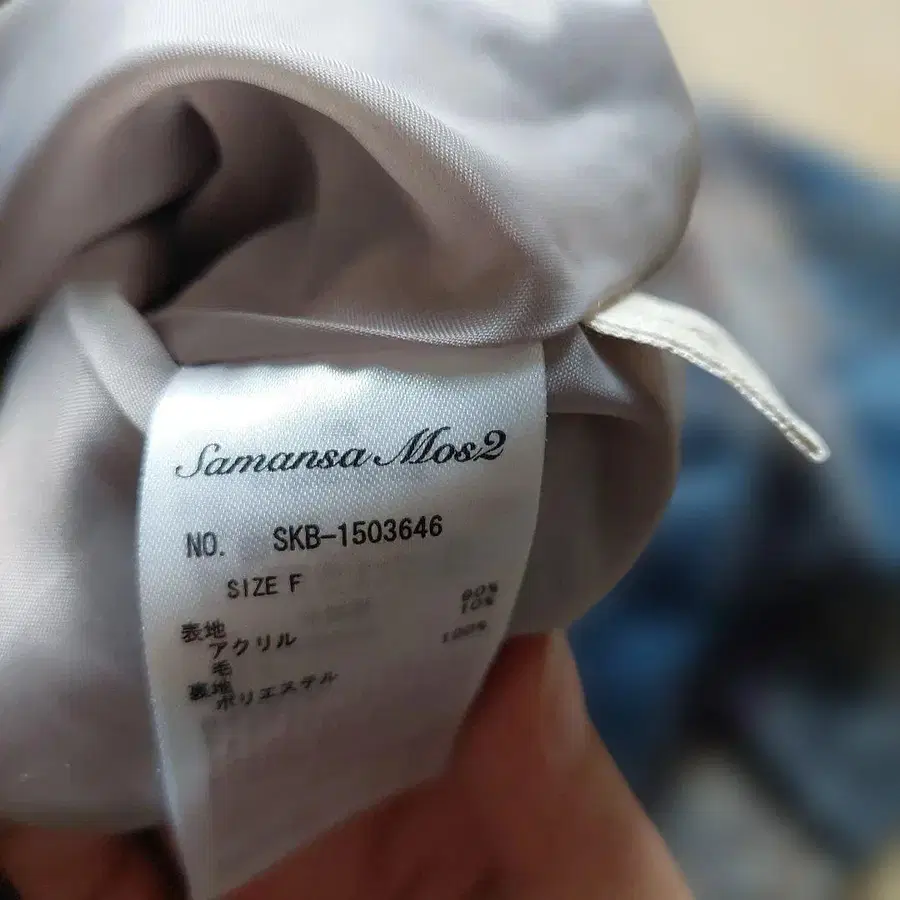 Samansa Mos2
NO. SKB-1503646
SIZE F
表地
アクリル 90%
毛 10%
裏地
ポリエステル 100%